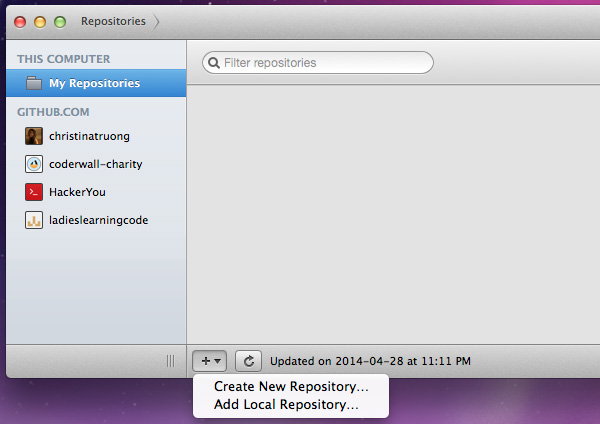 Repositories
THIS COMPUTER
My Repositories
GITHUB.COM
christinatruong
coderwall-charity
HackerYou
ladieslearningcode
Filter repositories
Updated on 2014-04-28 at 11:11 PM
Create New Repository...
Add Local Repository...